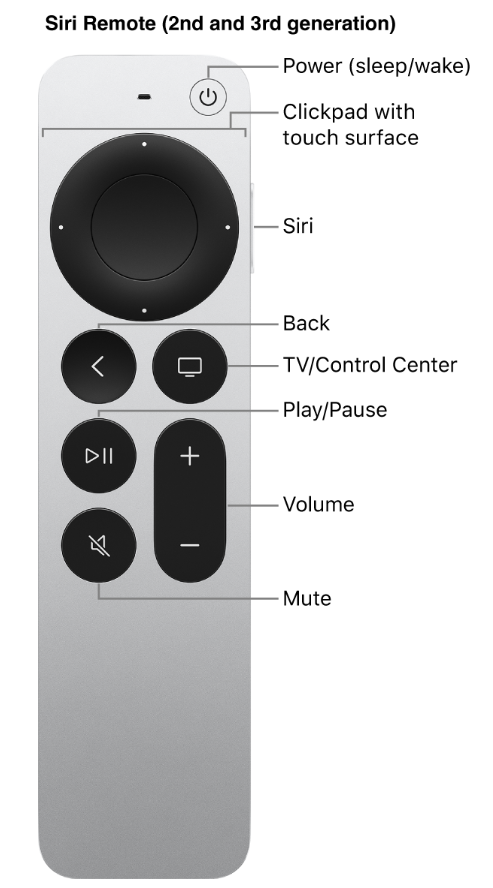 Siri Remote (2nd and 3rd generation)
Power (sleep/wake)
Clickpad with
touch surface
Siri
Back
TV/Control Center
Play/Pause
Volume
Mute